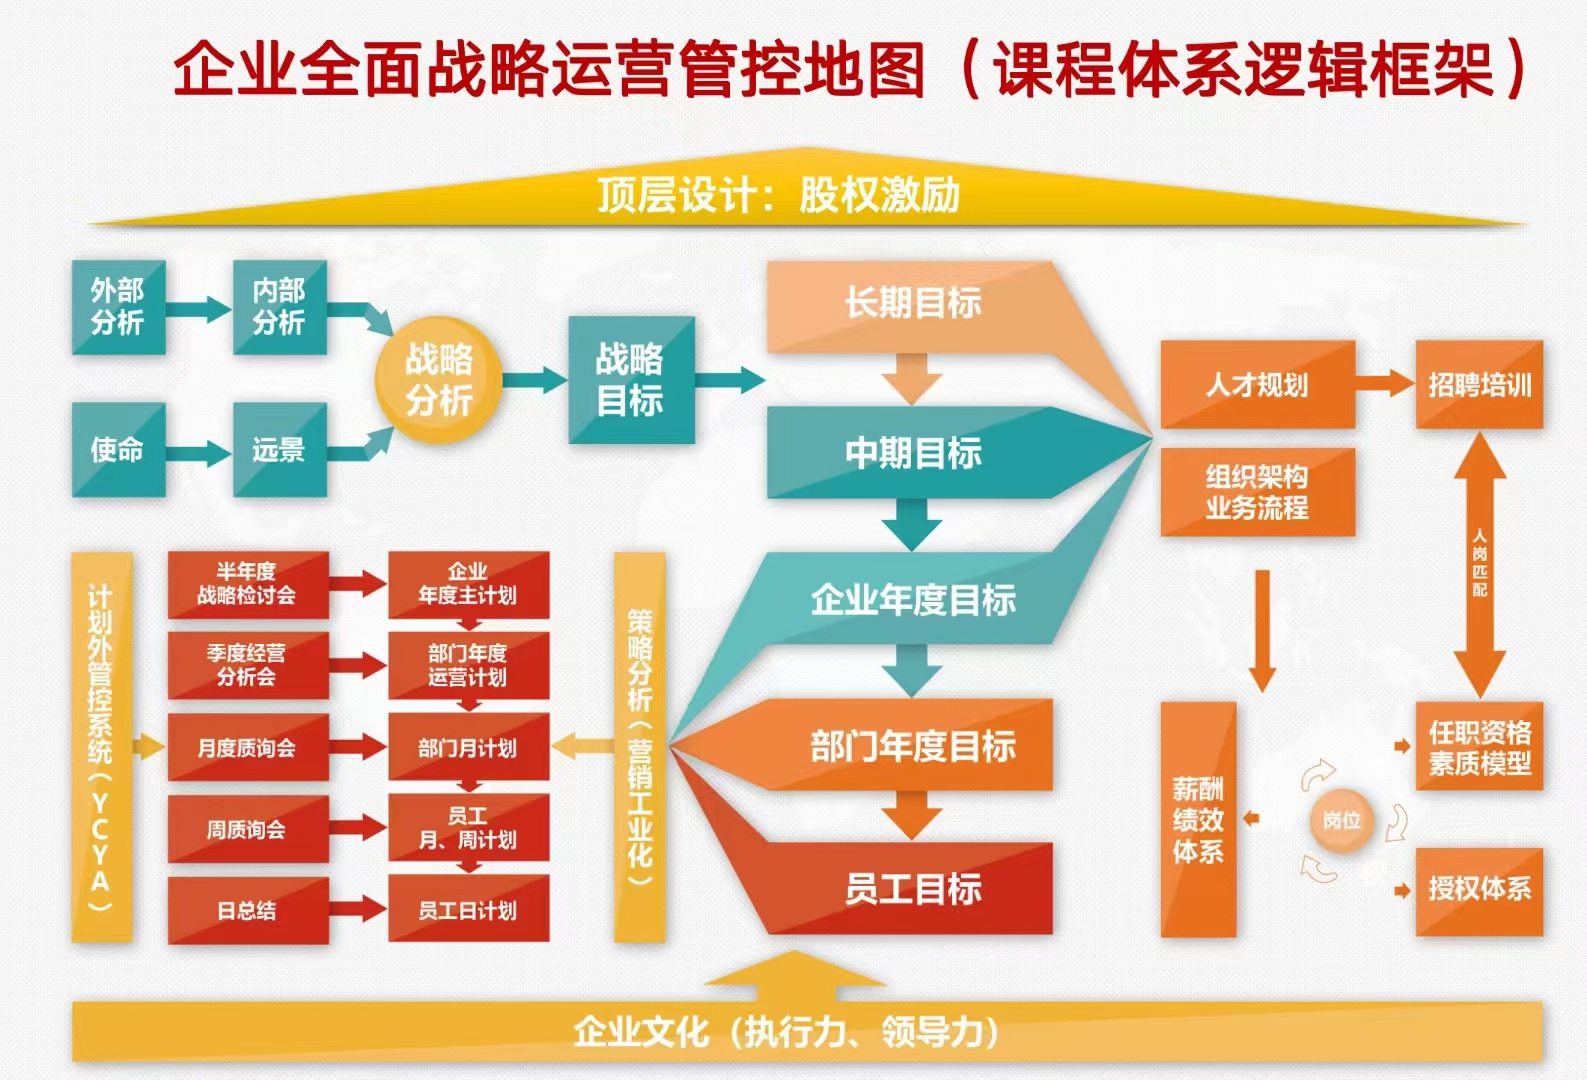 企业全面战略运营管控地图（课程体系逻辑框架）
顶层设计：股权激励
外部
分析
内部
分析
使命
远景
战略
分析
战略
目标
长期目标
中期目标
企业年度目标
部门年度目标
员工目标
人才规划
招聘培训
组织架构
业务流程
人岗匹配
薪酬
绩效
体系
岗位
任职资格
素质模型
授权体系
计划外管控系统（YCYA）
半年度
战略检讨会
季度经营
分析会
月度质询会
周质询会
日总结
企业
年度主计划
部门年度
运营计划
部门月计划
员工
月、周计划
员工日计划
策略分析（营销工业化）
企业文化（执行力、领导力）